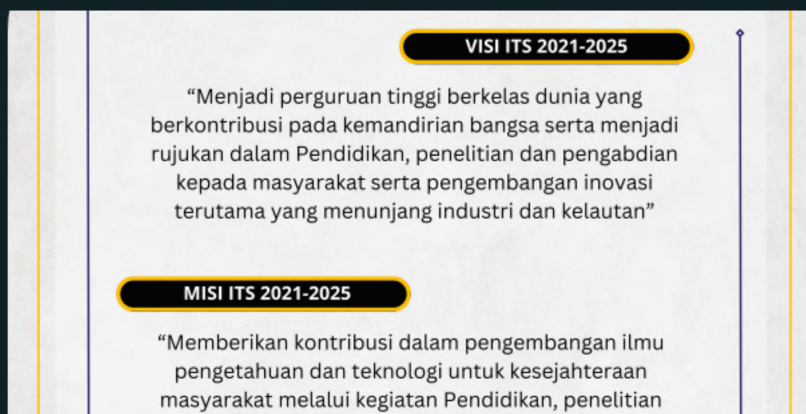 VISI ITS 2021-2025
“Menjadi perguruan tinggi berkelas dunia yang
berkontribusi pada kemandirian bangsa serta menjadi
rujukan dalam Pendidikan, penelitian dan pengabdian
kepada masyarakat serta pengembangan inovasi
terutama yang menunjang industri dan kelautan”
MISI ITS 2021-2025
“Memberikan kontribusi dalam pengembangan ilmu
pengetahuan dan teknologi untuk kesejahteraan
masyarakat melalui kegiatan Pendidikan, penelitian